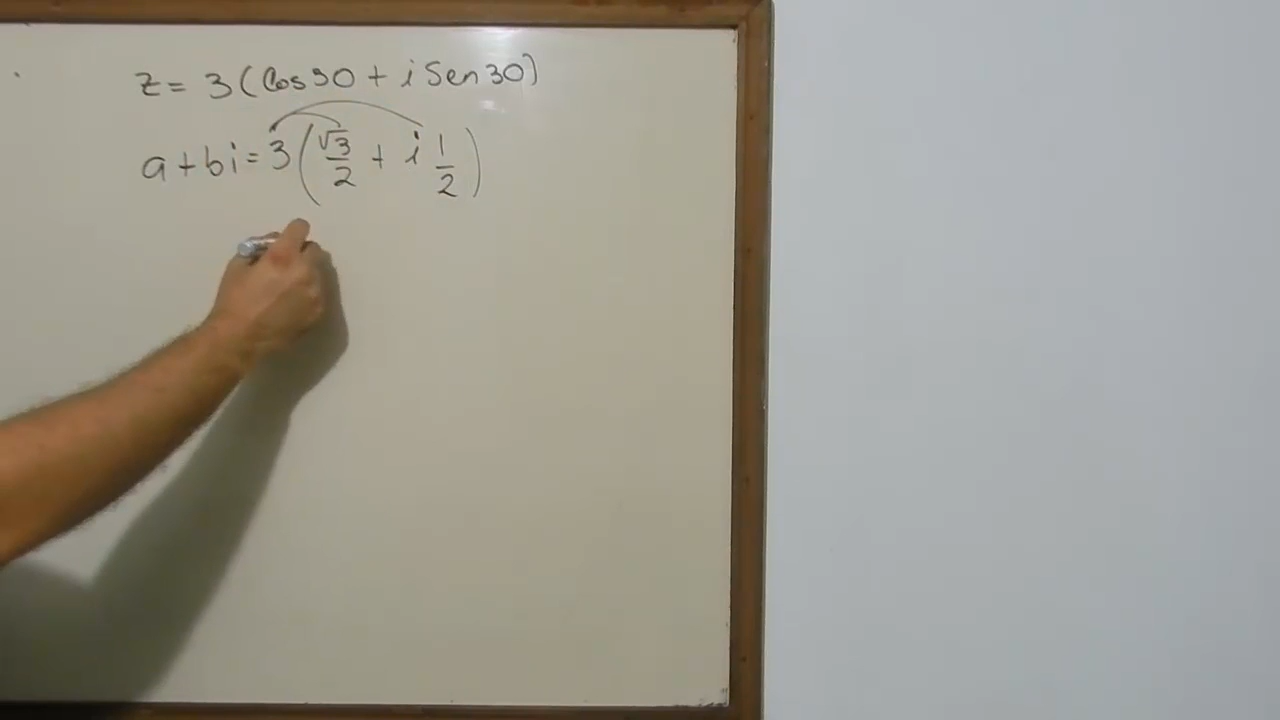 z = 3 (Cos 30 + i Sen 30)
a + bi = 3 (√3/2 + i 1/2)